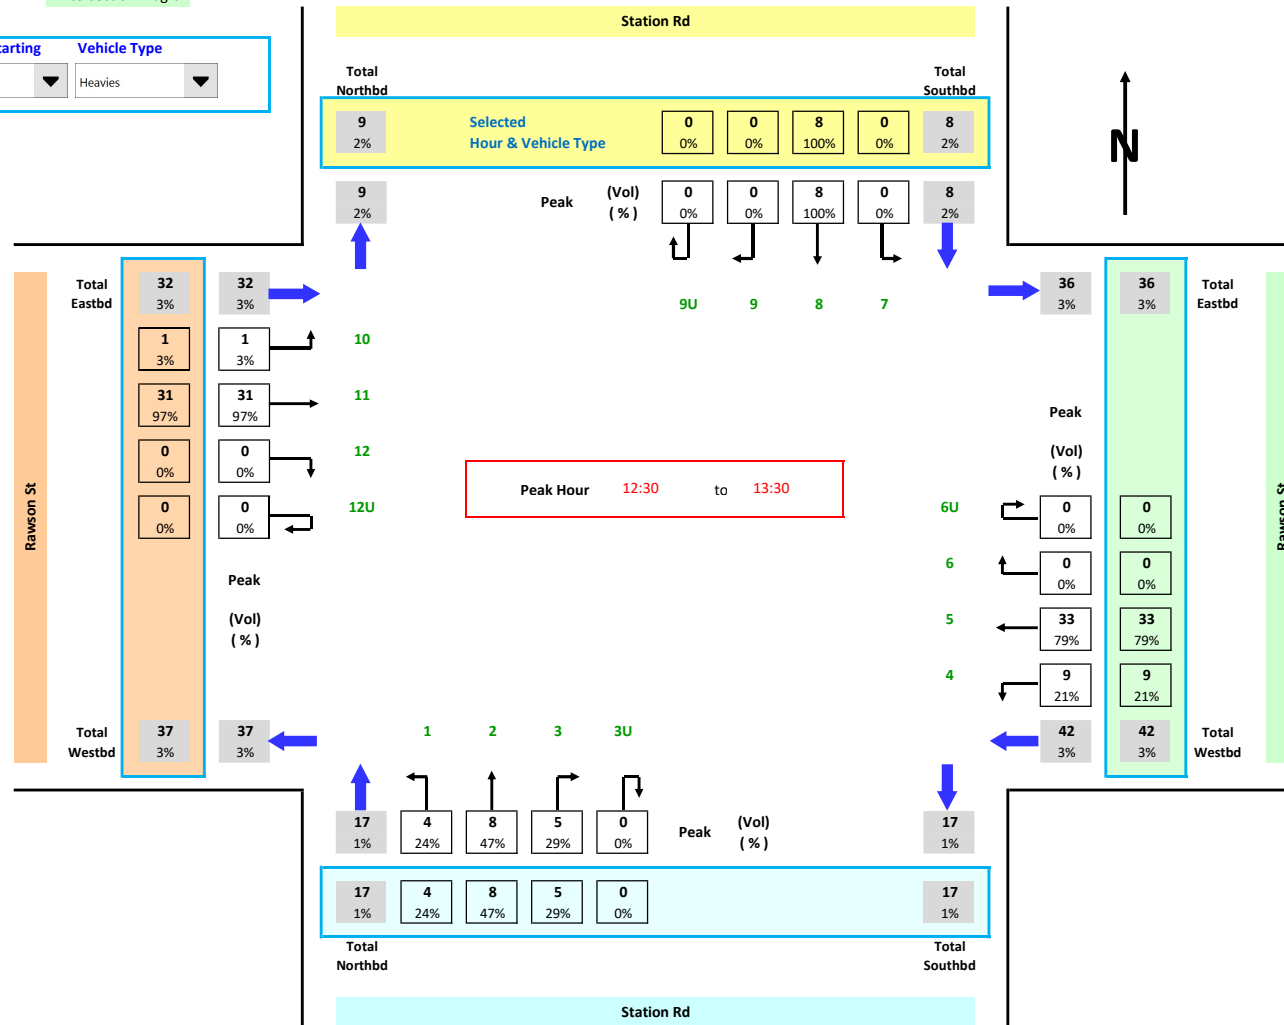 Station Rd
Vehicle Type
Heavies
Total Northbd
Total Southbd
9 2%
Selected Hour & Vehicle Type
0 0%
0 0%
8 100%
0 0%
8 2%
N
9 2%
Peak (Vol) ( % )
0 0%
0 0%
8 100%
0 0%
8 2%
Total Eastbd
32 3%
32 3%
36 3%
36 3%
Total Eastbd
9U 9 8 7
1 3%
1 3%
10
31 97%
31 97%
11
Peak
(Vol)
( % )
0 0%
0 0%
12
Peak Hour 12:30 to 13:30
Rawson St
0 0%
0 0%
12U
6U
0 0%
0 0%
Rawson St
Peak
(Vol)
( % )
6
0 0%
0 0%
5
33 79%
33 79%
4
9 21%
9 21%
Total Westbd
37 3%
37 3%
1 2 3 3U
42 3%
42 3%
Total Westbd
17 1%
4 24%
8 47%
5 29%
0 0%
Peak (Vol) ( % )
17 1%
17 1%
4 24%
8 47%
5 29%
0 0%
17 1%
Total Northbd
Total Southbd
Station Rd